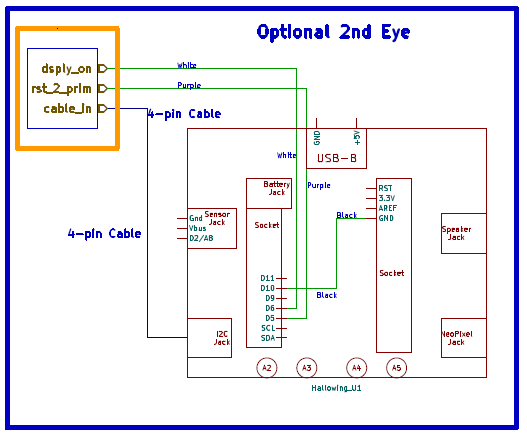 Optional 2nd Eye
dsply_on
White
rst_2_prim
Purple
cable_in
4-pin Cable
GND
+5V
USB-B
White
Battery
Jack
Purple
RST
3.3V
AREF
GND
Black
Gnd
Vbus
D2/A8
Sensor
Jack
Socket
Speaker
Jack
4-pin Cable
Socket
D11
D10
D9
D6
D5
SCL
SDA
Black
I2C
Jack
NeoPixel
Jack
A2
A3
A4
A5
Hallowing_U1